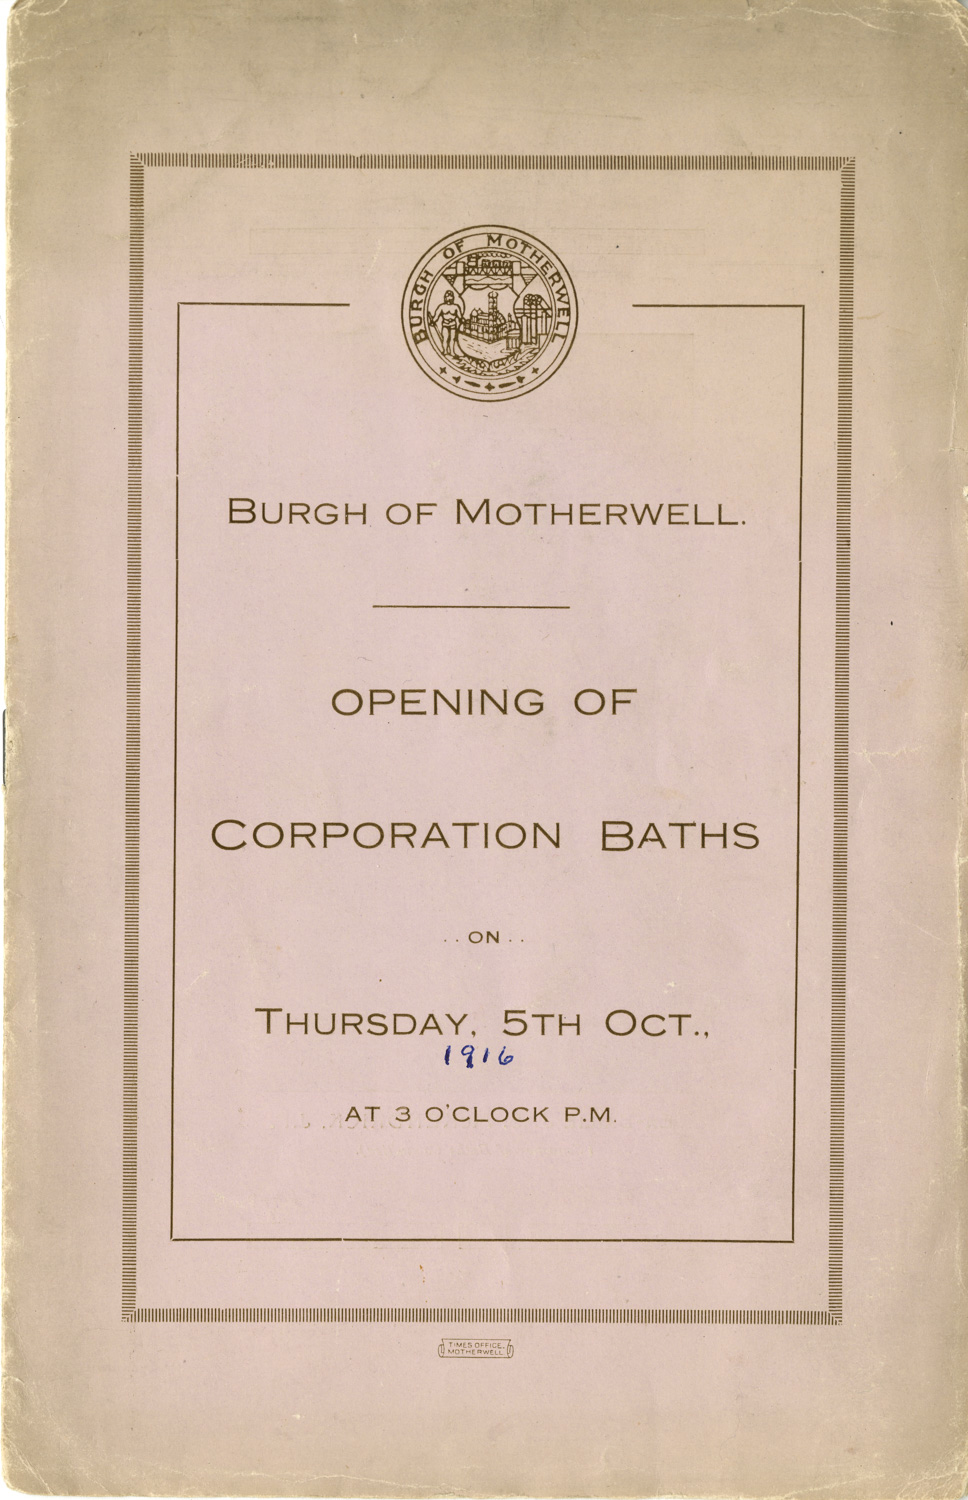 BURGH OF MOTHERWELL
BURGH OF MOTHERWELL.
OPENING OF
CORPORATION BATHS
. . ON . .
THURSDAY, 5TH OCT.,
1916
AT 3 O'CLOCK P.M.
TIMES OFFICE,
MOTHERWELL.